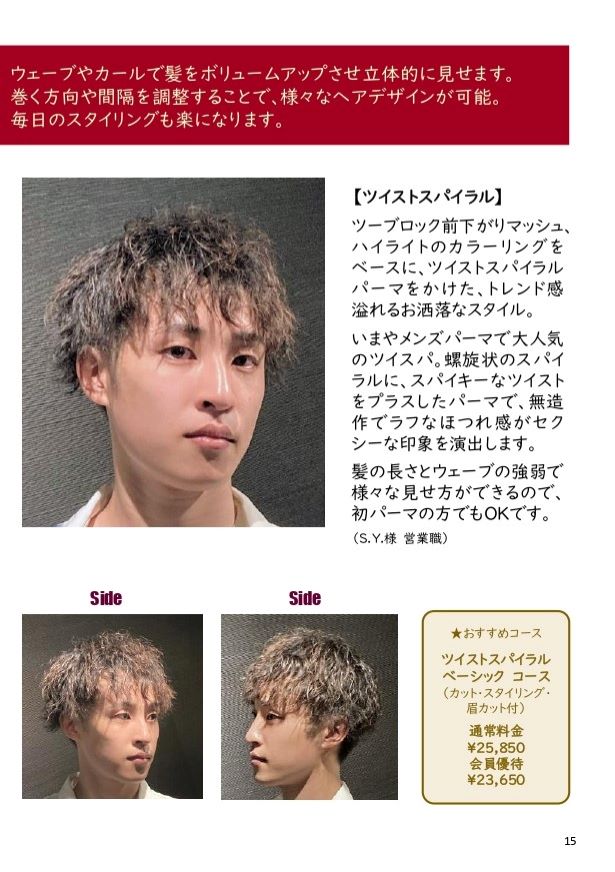 ウェーブやカールで髪をボリュームアップさせ立体的に見せます。
巻く方向や間隔を調整することで、様々なヘアデザインが可能。
毎日のスタイリングも楽になります。
【ツイストスパイラル】
ツーブロック前下がりマッシュ、
ハイライトのカラーリングを
ベースに、ツイストスパイラル
パーマをかけた、トレンド感
溢れるお洒落なスタイル。
いまやメンズパーマで大人気
のツイスパ。螺旋状のスパイ
ラルに、スパイキーなツイスト
をプラスしたパーマで、無造
作でラフなほつれ感がセク
シーな印象を演出します。
髪の長さとウェーブの強弱で
様々な見せ方ができるので、
初パーマの方でもOKです。
（S.Y.様 営業職）
Side
Side
★おすすめコース
ツイストスパイラル
ベーシック コース
（カット・スタイリング・
眉カット付）
通常料金
¥25,850
会員優待
¥23,650
15